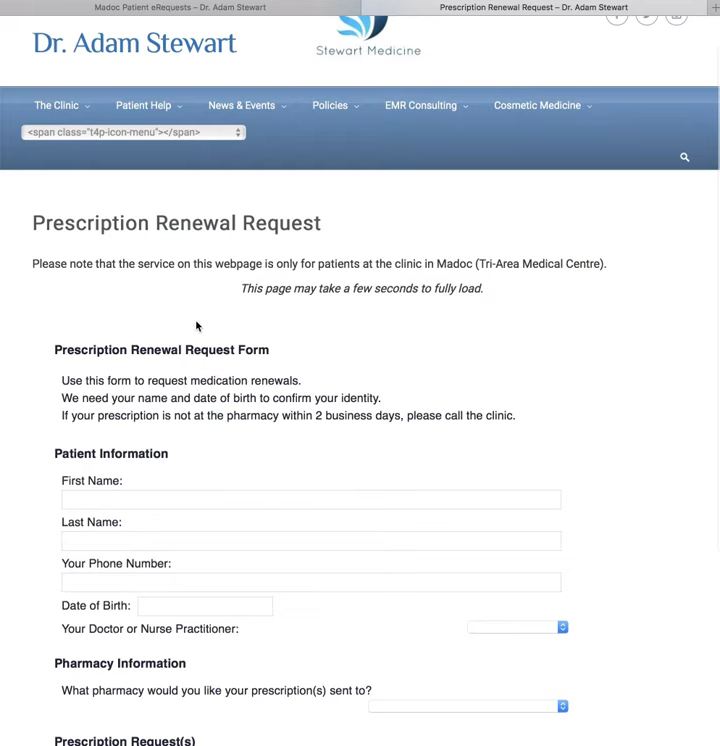 Madoc Patient eRequests – Dr. Adam Stewart
Prescription Renewal Request – Dr. Adam Stewart
Dr. Adam Stewart
Stewart Medicine
The Clinic
Patient Help
News & Events
Policies
EMR Consulting
Cosmetic Medicine
<span class="t4p-icon-menu"></span>
Prescription Renewal Request
Please note that the service on this webpage is only for patients at the clinic in Madoc (Tri-Area Medical Centre).
This page may take a few seconds to fully load.
Prescription Renewal Request Form
Use this form to request medication renewals.
We need your name and date of birth to confirm your identity.
If your prescription is not at the pharmacy within 2 business days, please call the clinic.
Patient Information
First Name:
Last Name:
Your Phone Number:
Date of Birth:
Your Doctor or Nurse Practitioner:
Pharmacy Information
What pharmacy would you like your prescription(s) sent to?
Prescription Request(s)